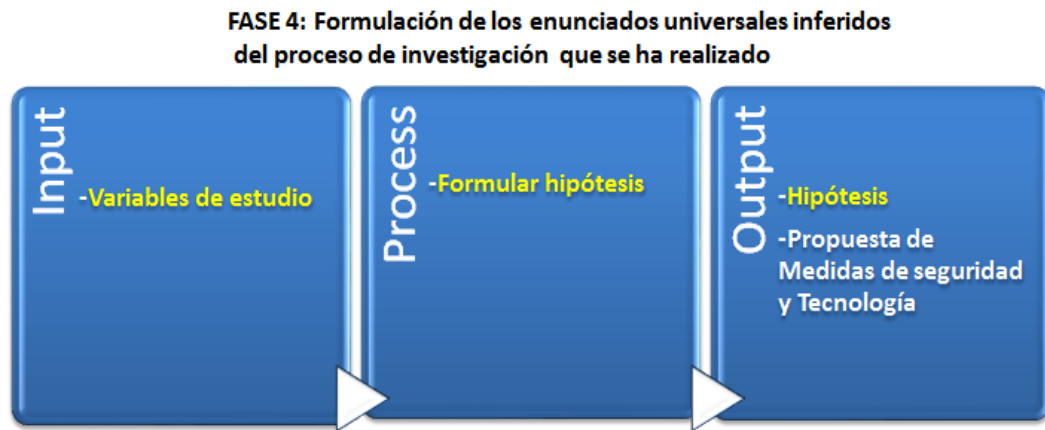 FASE 4: Formulación de los enunciados universales inferidos
del proceso de investigación que se ha realizado
Input
-Variables de estudio
Process
-Formular hipótesis
Output
-Hipótesis
-Propuesta de
Medidas de seguridad
y Tecnología